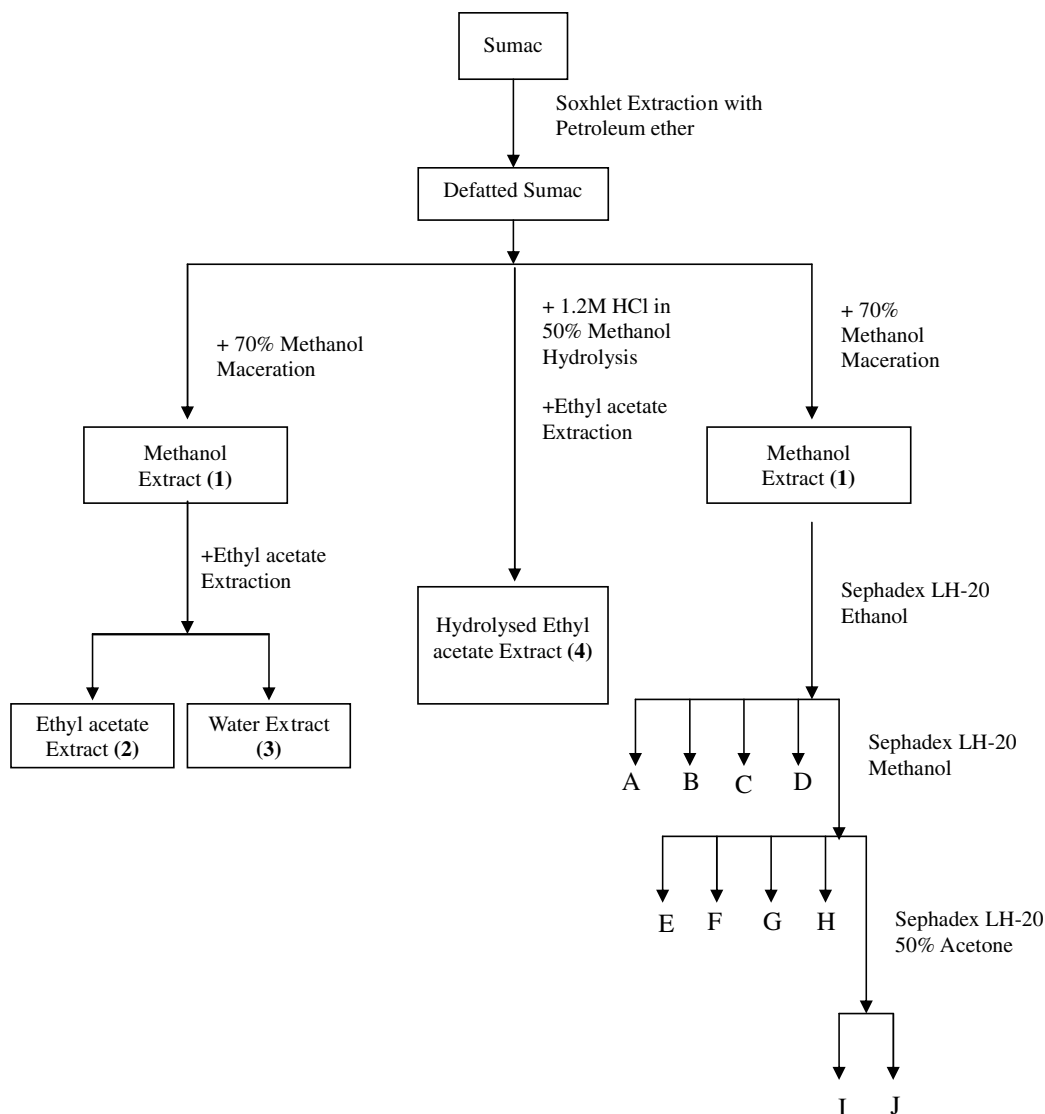 Sumac
Soxhlet Extraction with
Petroleum ether
Defatted Sumac
+ 70% Methanol
Maceration
+ 1.2M HCl in
50% Methanol
Hydrolysis
+Ethyl acetate
Extraction
+ 70%
Methanol
Maceration
Methanol
Extract (1)
Methanol
Extract (1)
+Ethyl acetate
Extraction
Sephadex LH-20
Ethanol
Hydrolysed Ethyl
acetate Extract (4)
Ethyl acetate
Extract (2)
Water Extract
(3)
Sephadex LH-20
Methanol
A B C D
E F G H
Sephadex LH-20
50% Acetone
I J